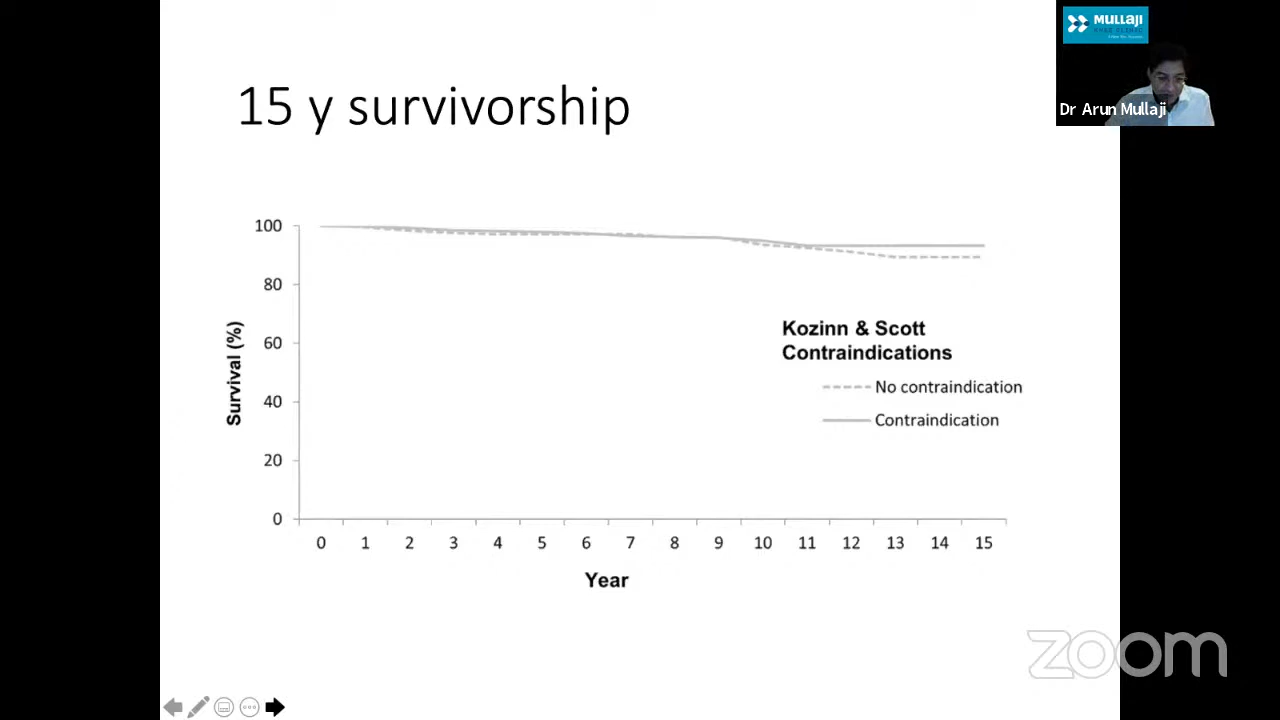 15 y survivorship
MULLAJI
Dr Arun Mullaji
100
80
60
40
20
0
Survival (%)
Kozinn & Scott
Contraindications
No contraindication
Contraindication
0 1 2 3 4 5 6 7 8 9 10 11 12 13 14 15
Year
zoom